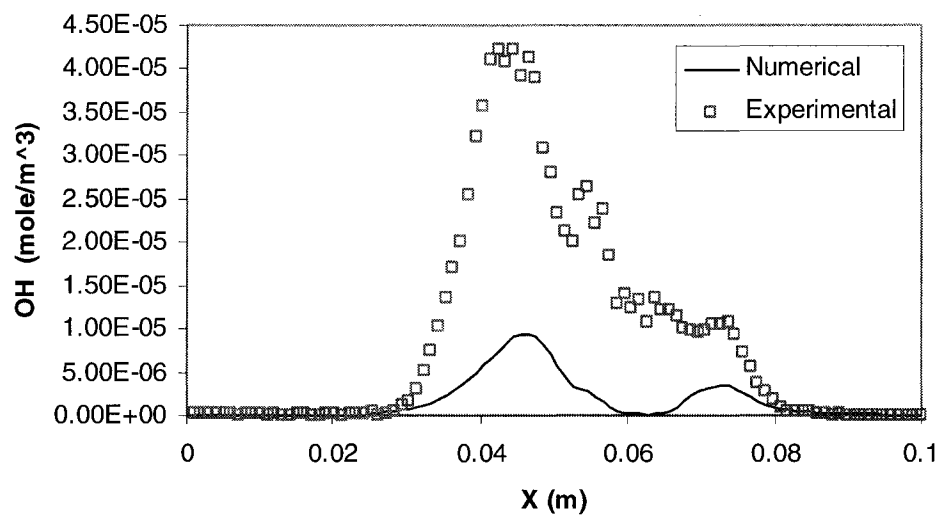 4.50E-05
4.00E-05
3.50E-05
3.00E-05
2.50E-05
2.00E-05
1.50E-05
1.00E-05
5.00E-06
0.00E+00
OH (mole/m^3)
Numerical
Experimental
0
0.02
0.04
0.06
0.08
0.1
X (m)